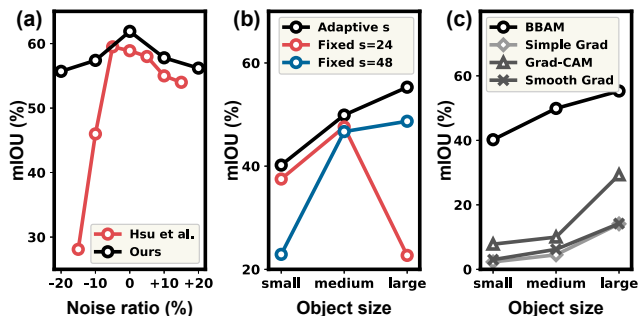 (a)
60
50
40
30
mIOU (%)
Hsu et al.
Ours
-20 -10 0 +10 +20
Noise ratio (%)
(b)
60
40
20
mIOU (%)
Adaptive s
Fixed s=24
Fixed s=48
small medium large
Object size
(c)
80
60
40
20
0
mIOU (%)
BBAM
Simple Grad
Grad-CAM
Smooth Grad
small medium large
Object size